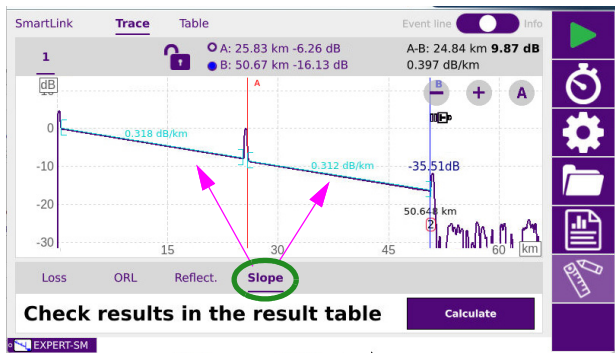 SmartLink Trace Table Event line Info
1 A: 25.83 km -6.26 dB A-B: 24.84 km 9.87 dB
B: 50.67 km -16.13 dB 0.397 dB/km
dB A B
10 − + A
0 0.318 dB/km 0.312 dB/km
-10 -35.51dB
-20 50.648 km
2
-30 15 30 45 60 km
Loss ORL Reflect. Slope
Check results in the result table Calculate
EXPERT-SM